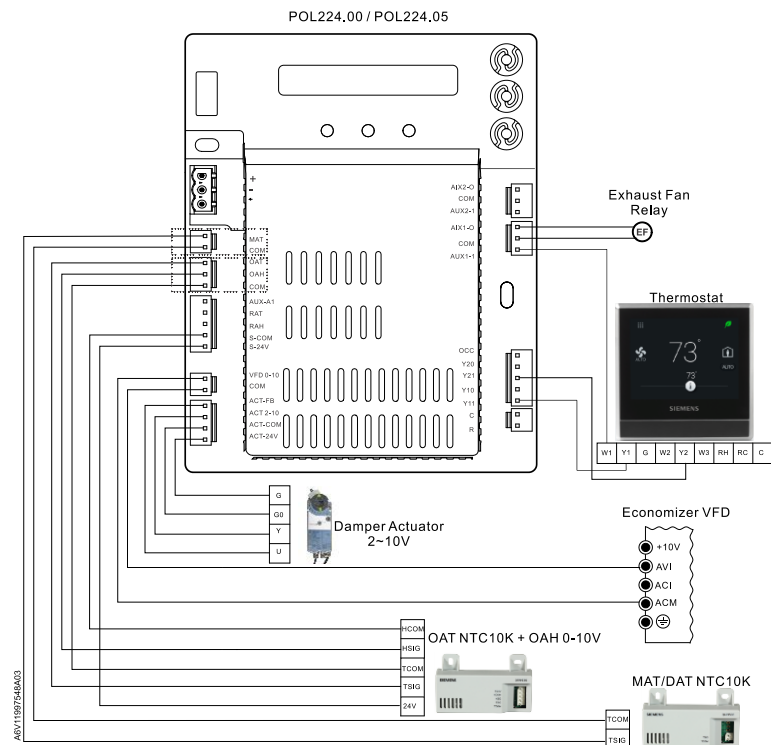 POL224.00 / POL224.05
+
-
MAT
COM
OAT
OAH
COM
AUX-A1
RAT
RAH
S-COM
S-24V
VFD 0-10
COM
ACT-FB
ACT 2-10
ACT-COM
ACT-24V
AIX2-O
COM
AUX2-1
AIX1-O
COM
AUX1-1
OCC
Y20
Y21
Y10
Y11
C
R
Exhaust Fan
Relay
EF
Thermostat
AUTO
73°
AUTO
73°
SIEMENS
W1 Y1 G W2 Y2 W3 RH RC C
G
G0
Y
U
Damper Actuator
2~10V
Economizer VFD
+10V
AVI
ACI
ACM
HCOM
HSIG
TCOM
TSIG
24V
OAT NTC10K + OAH 0-10V
SIEMENS
MAT/DAT NTC10K
TCOM
TSIG
A6V11997548A03